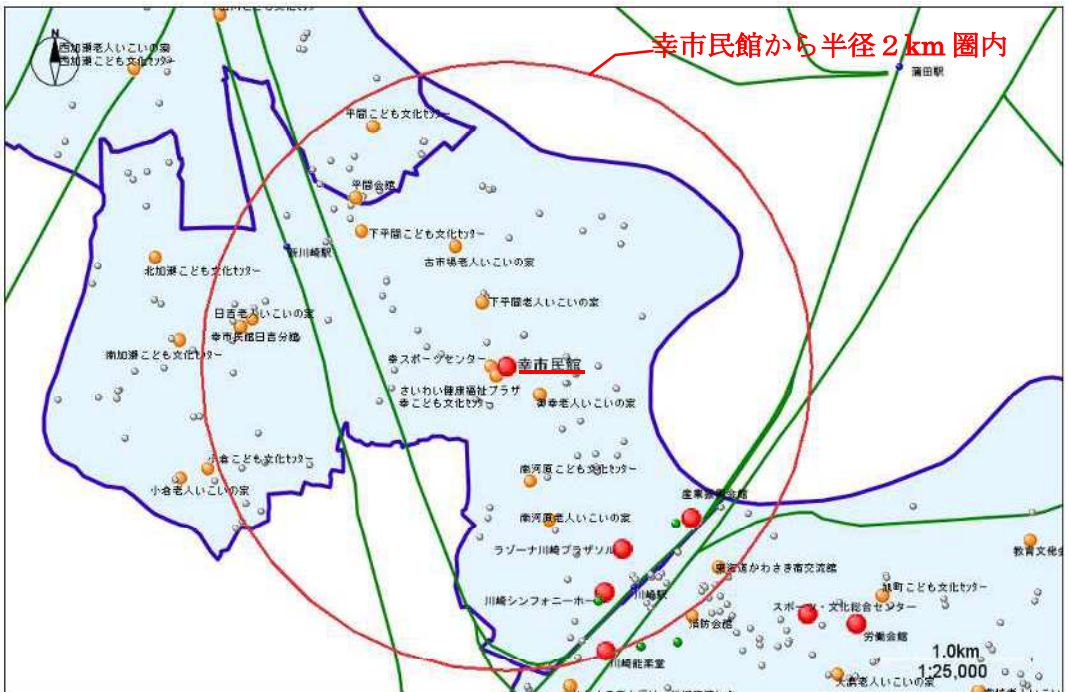 幸市民館から半径２km 圏内
N
西加瀬老人いこいの家
西加瀬こども文化センター
蒲田駅
平間こども文化センター
平間会館
下平間こども文化センター
古市場老人いこいの家
新川崎駅
北加瀬こども文化センター
下平間老人いこいの家
日吉老人いこいの家
幸市民館日吉分館
南加瀬こども文化センター
幸スポーツセンター
幸市民館
さいわい健康福祉プラザ
幸こども文化センター
御幸老人いこいの家
小倉こども文化センター
小倉老人いこいの家
南河原こども文化センター
産業振興会館
南河原老人いこいの家
ラゾーナ川崎プラザソル
教育文化会
東海道かわさき宿交流館
川崎駅
旭町こども文化センター
川崎シンフォニーホー
スポーツ・文化総合センター
消防会館
労働会館
川崎能楽堂
1.0km
1:25,000
大島老人いこいの家